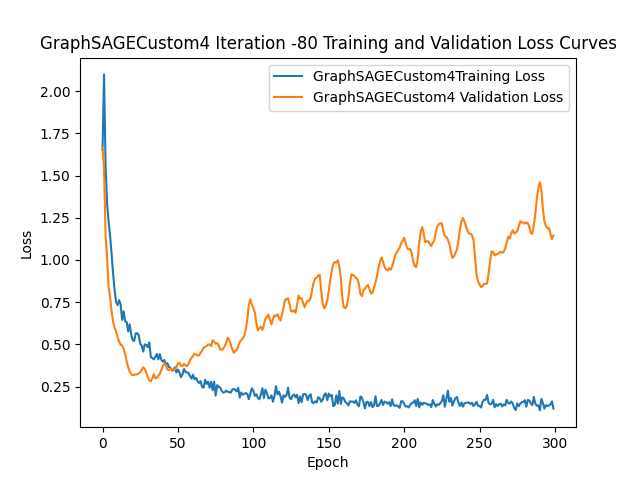 GraphSAGECustom4 Iteration -80 Training and Validation Loss Curves
GraphSAGECustom4Training Loss
GraphSAGECustom4 Validation Loss
Loss
2.00
1.75
1.50
1.25
1.00
0.75
0.50
0.25
0 50 100 150 200 250 300
Epoch